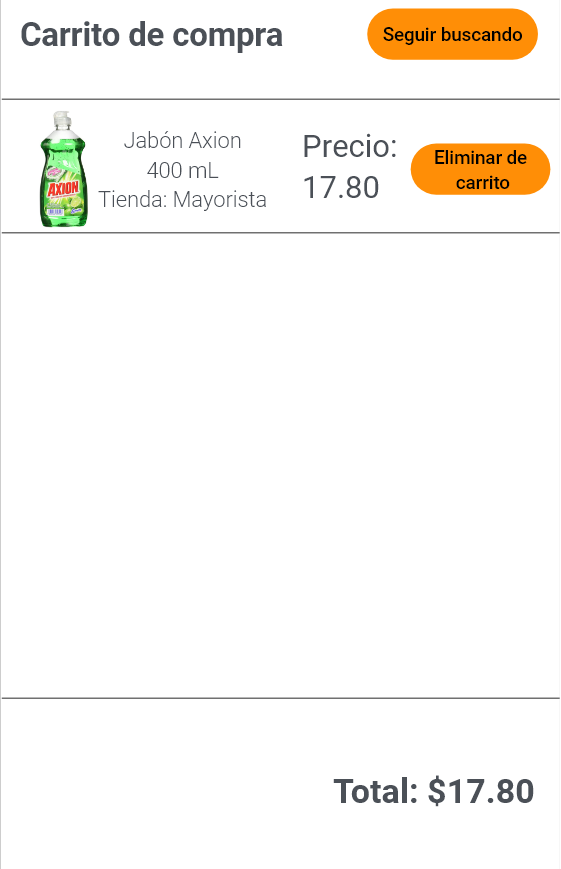 Carrito de compra
Seguir buscando
AXION
Jabón Axion
400 mL
Tienda: Mayorista
Precio:
17.80
Eliminar de
carrito
Total: $17.80